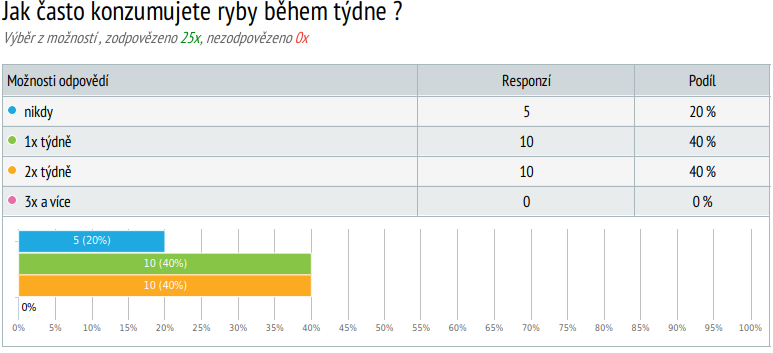 Jak často konzumujete ryby během týdne ?
Výběr z možností , zodpovězeno 25x, nezodpovězeno 0x
Možnosti odpovědí Responzí Podíl
nikdy 5 20 %
1x týdně 10 40 %
2x týdně 10 40 %
3x a více 0 0 %
5 (20%)
10 (40%)
10 (40%)
0%
0% 5% 10% 15% 20% 25% 30% 35% 40% 45% 50% 55% 60% 65% 70% 75% 80% 85% 90% 95% 100%